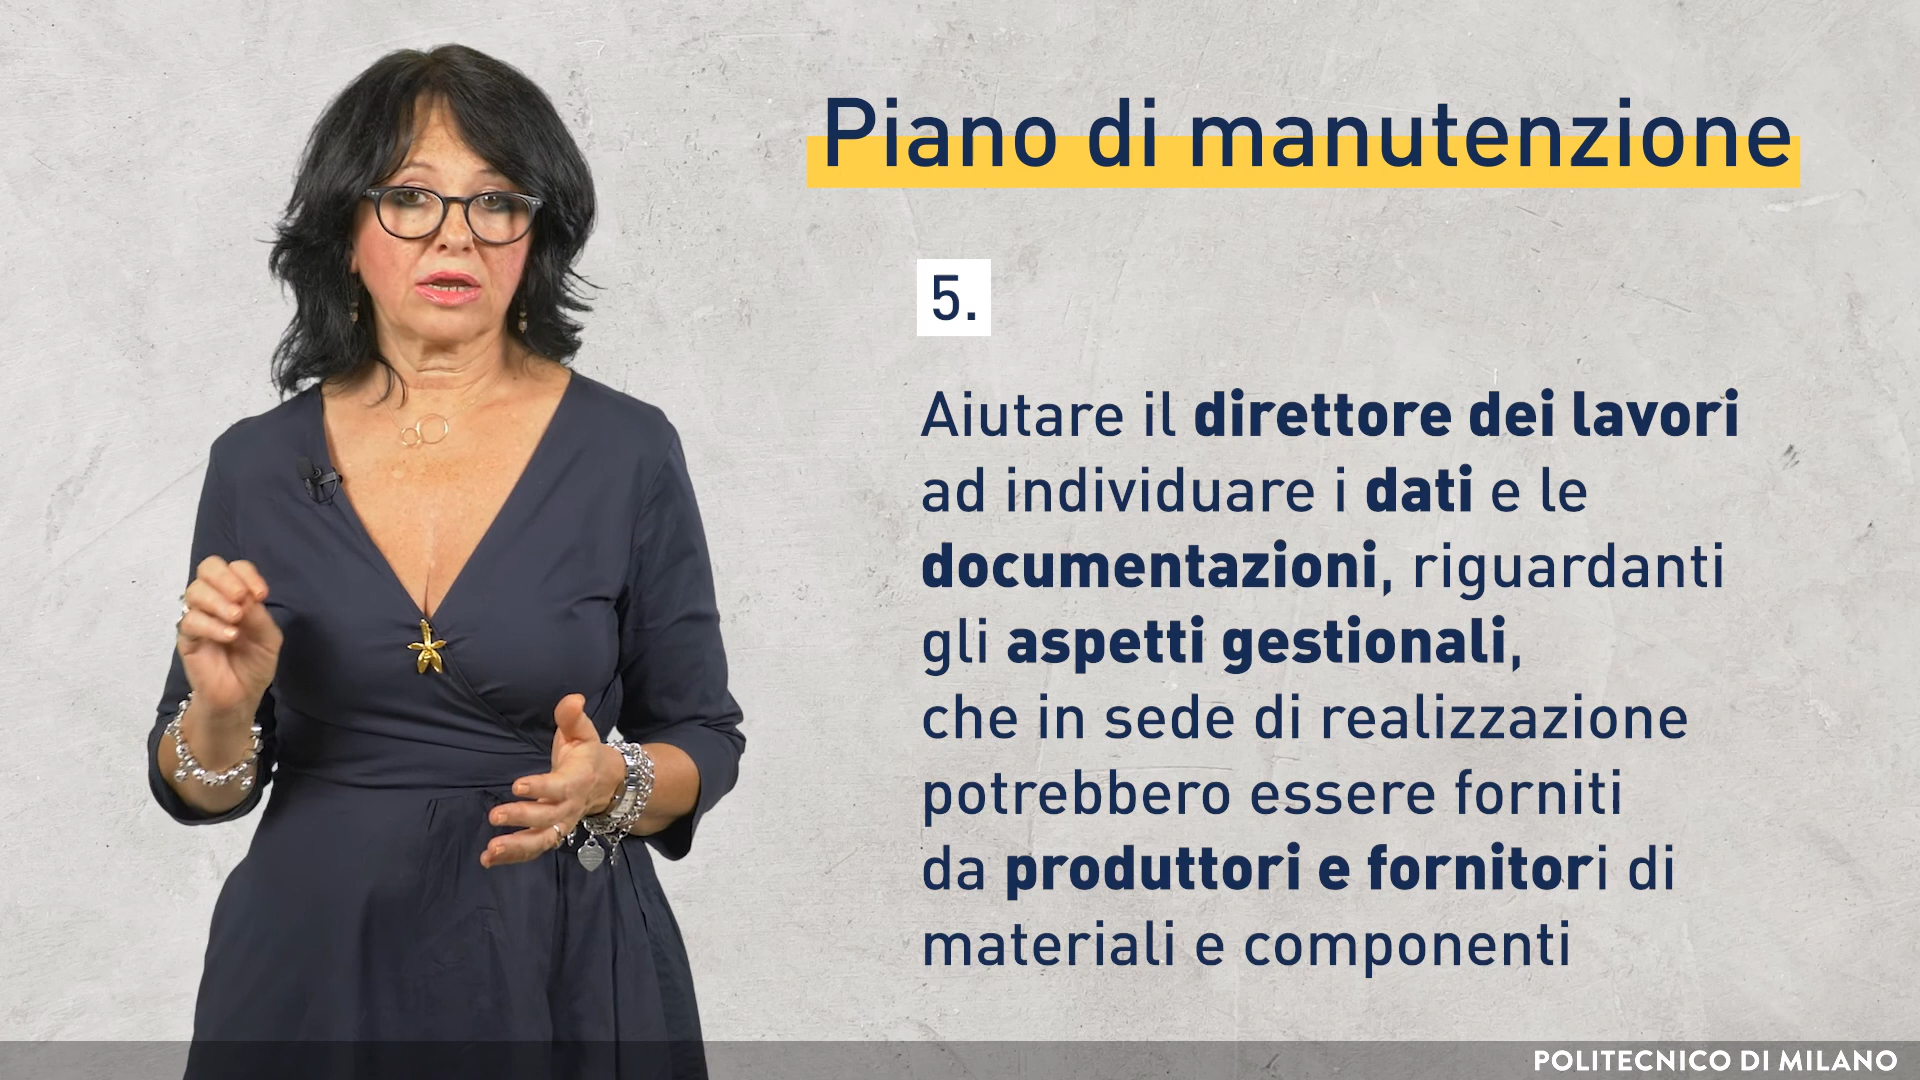 Piano di manutenzione
5.
Aiutare il direttore dei lavori
ad individuare i dati e le
documentazioni, riguardanti
gli aspetti gestionali,
che in sede di realizzazione
potrebbero essere forniti
da produttori e fornitori di
materiali e componenti
POLITECNICO DI MILANO